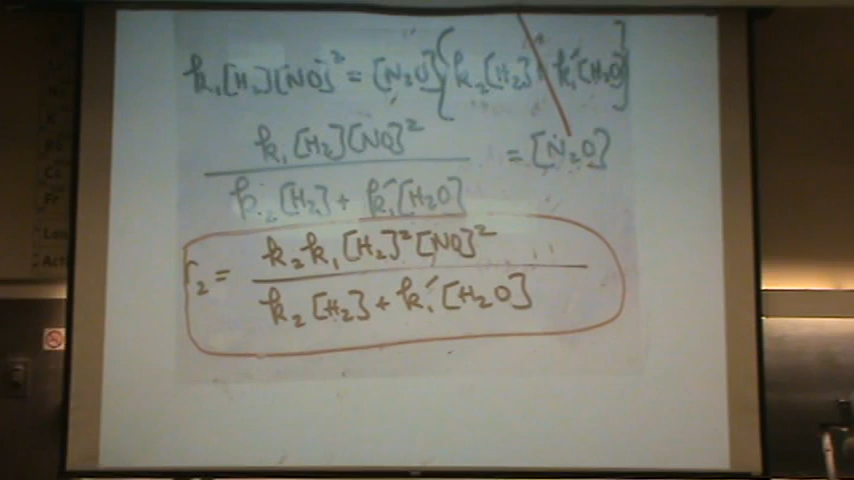 k₁[H₂][NO]² = [N₂O]{k₂[H₂] + k₁′[H₂O]}
k₁[H₂][NO]² / k₂[H₂] + k₁′[H₂O] = [N₂O]
r₂ = k₂k₁[H₂]²[NO]² / k₂[H₂] + k₁′[H₂O]
Fr